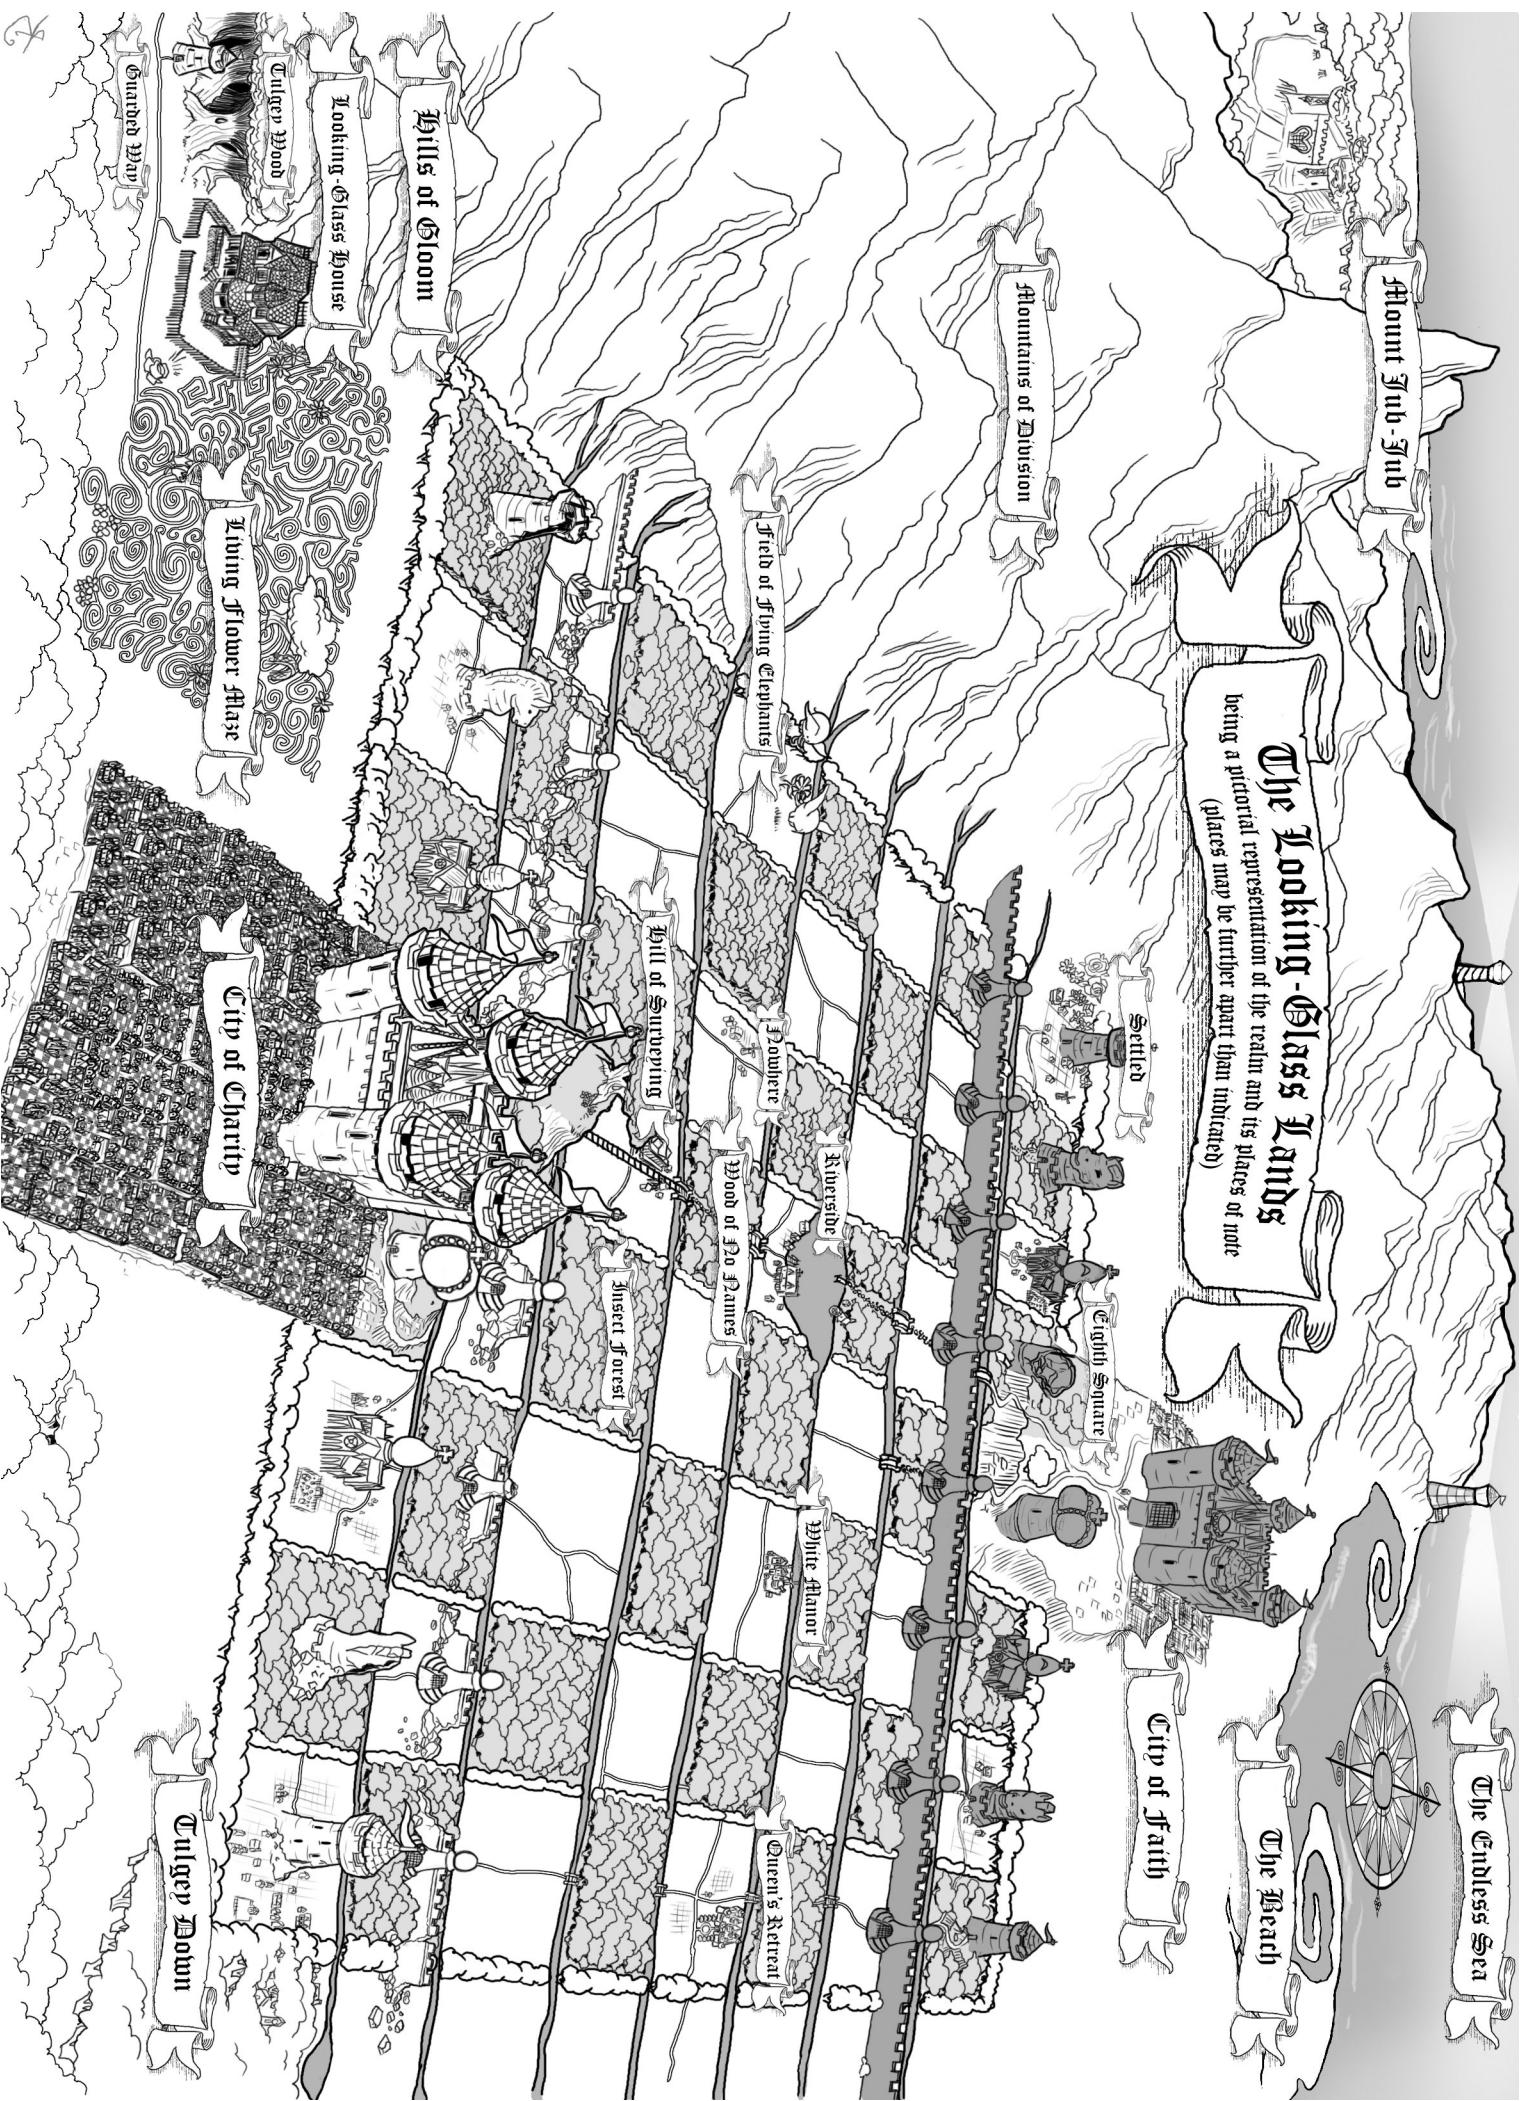 The Looking-Glass Lands
being a pictorial representation of the realm and its places of note
(places may be further apart than indicated)
Mount Jub-Jub
The Endless Sea
The Beach
Mountains of Division
Settled
Eighth Square
City of Faith
Hills of Gloom
Looking-Glass House
Tulgey Wood
Guarded Way
Field of Flying Elephants
Nowhere
Riverside
White Manor
Queen's Retreat
Hill of Surveying
Wood of No Names
Insect Forest
Living Flower Maze
City of Charity
Tulgey Down